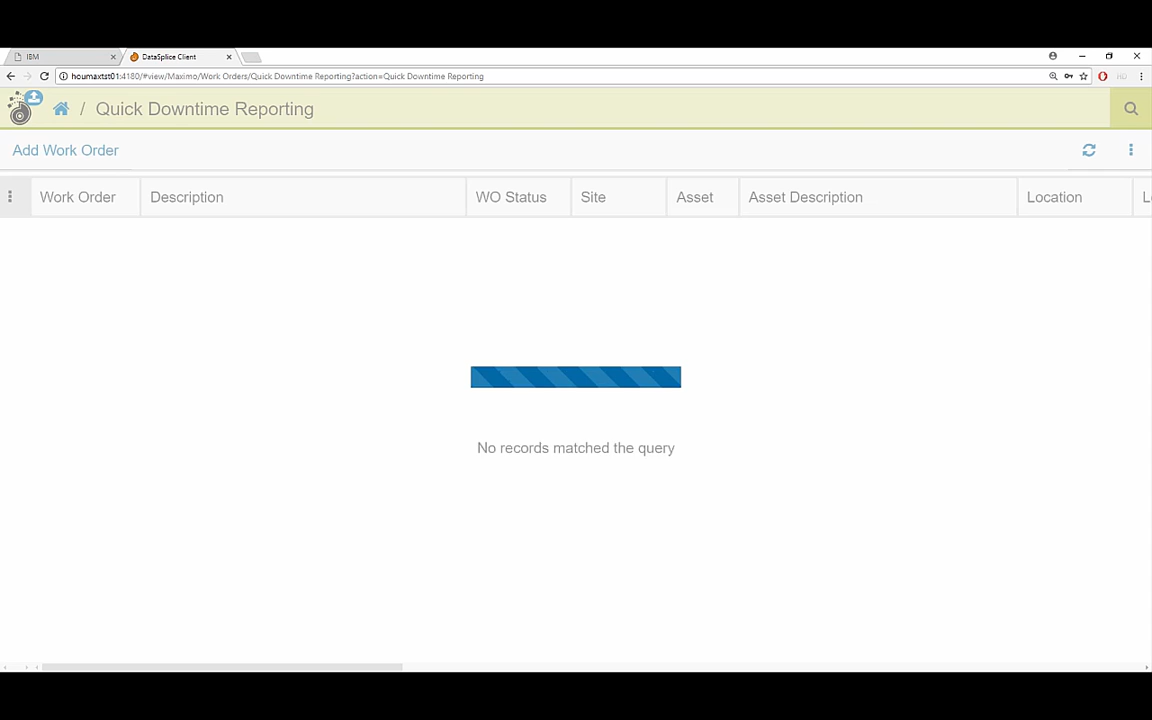 IBM
DataSplice Client
houmaxtst01:4180/#view/Maximo/Work Orders/Quick Downtime Reporting?action=Quick Downtime Reporting
/ Quick Downtime Reporting
Add Work Order
Work Order Description WO Status Site Asset Asset Description Location
No records matched the query